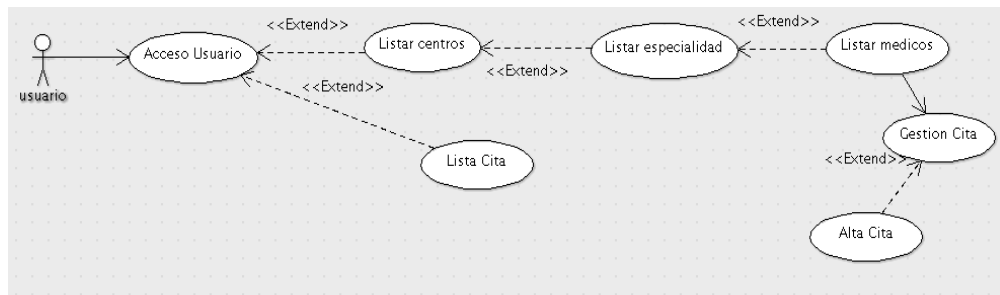 <<Extend>>
<<Extend>>
Acceso Usuario
Listar centros
Listar especialidad
Listar medicos
<<Extend>>
<<Extend>>
usuario
Gestion Cita
Lista Cita
<<Extend>>
Alta Cita